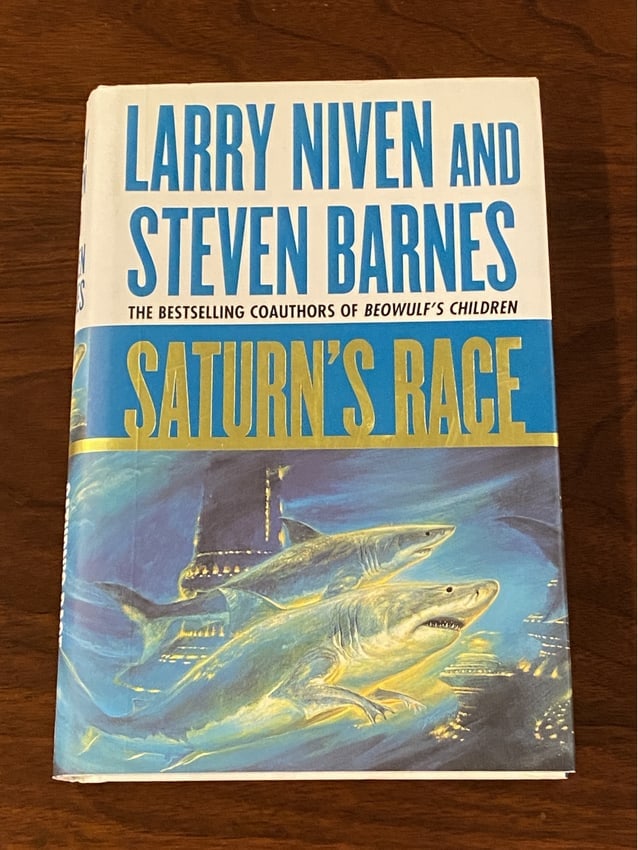 LARRY NIVEN AND
STEVEN BARNES
THE BESTSELLING COAUTHORS OF BEOWULF'S CHILDREN
SATURN'S RACE